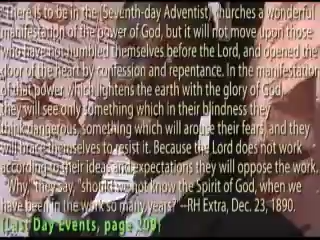 "There is to be in the [Seventh-day Adventist] churches a wonderful
manifestation of the power of God, but it will not move upon those
who have not humbled themselves before the Lord, and opened the
door of the heart by confession and repentance. In the manifestation
of that power which lightens the earth with the glory of God,
they will see only something which in their blindness they
think dangerous, something which will arouse their fears, and they
will brace themselves to resist it. Because the Lord does not work
according to their ideas and expectations they will oppose the work.
"Why," they say, "should we not know the Spirit of God, when we
have been in the work so many years?" --RH Extra, Dec. 23, 1890.
(Last Day Events, page 209)